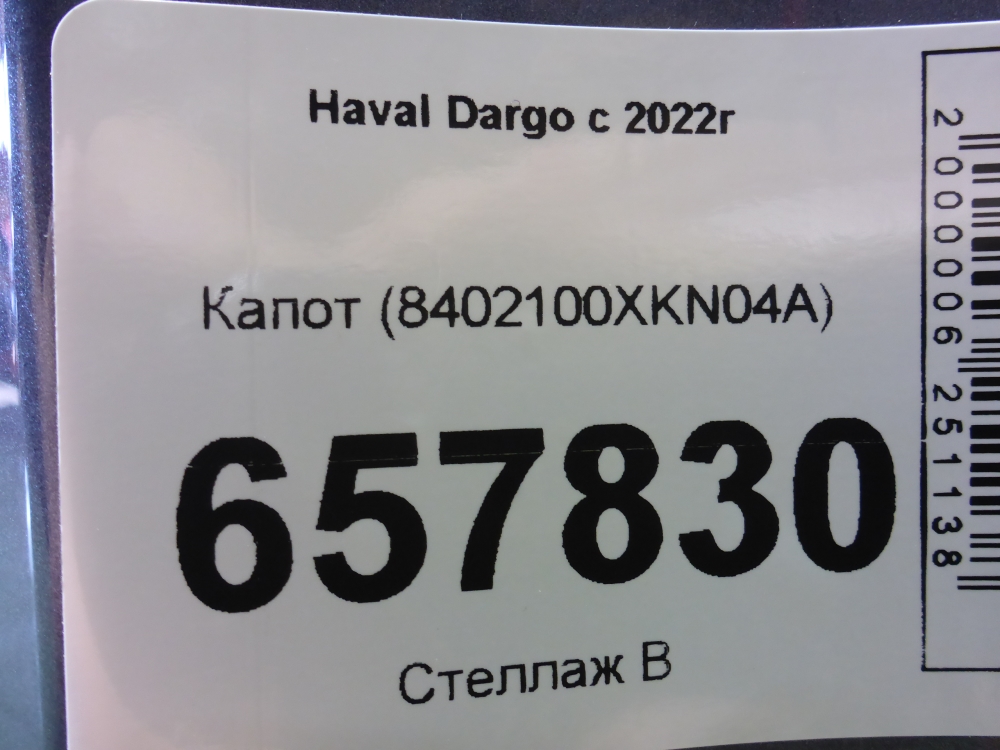 Haval Dargo с 2022г
Капот (8402100XKN04A)
657830
Стеллаж В
2000006251138